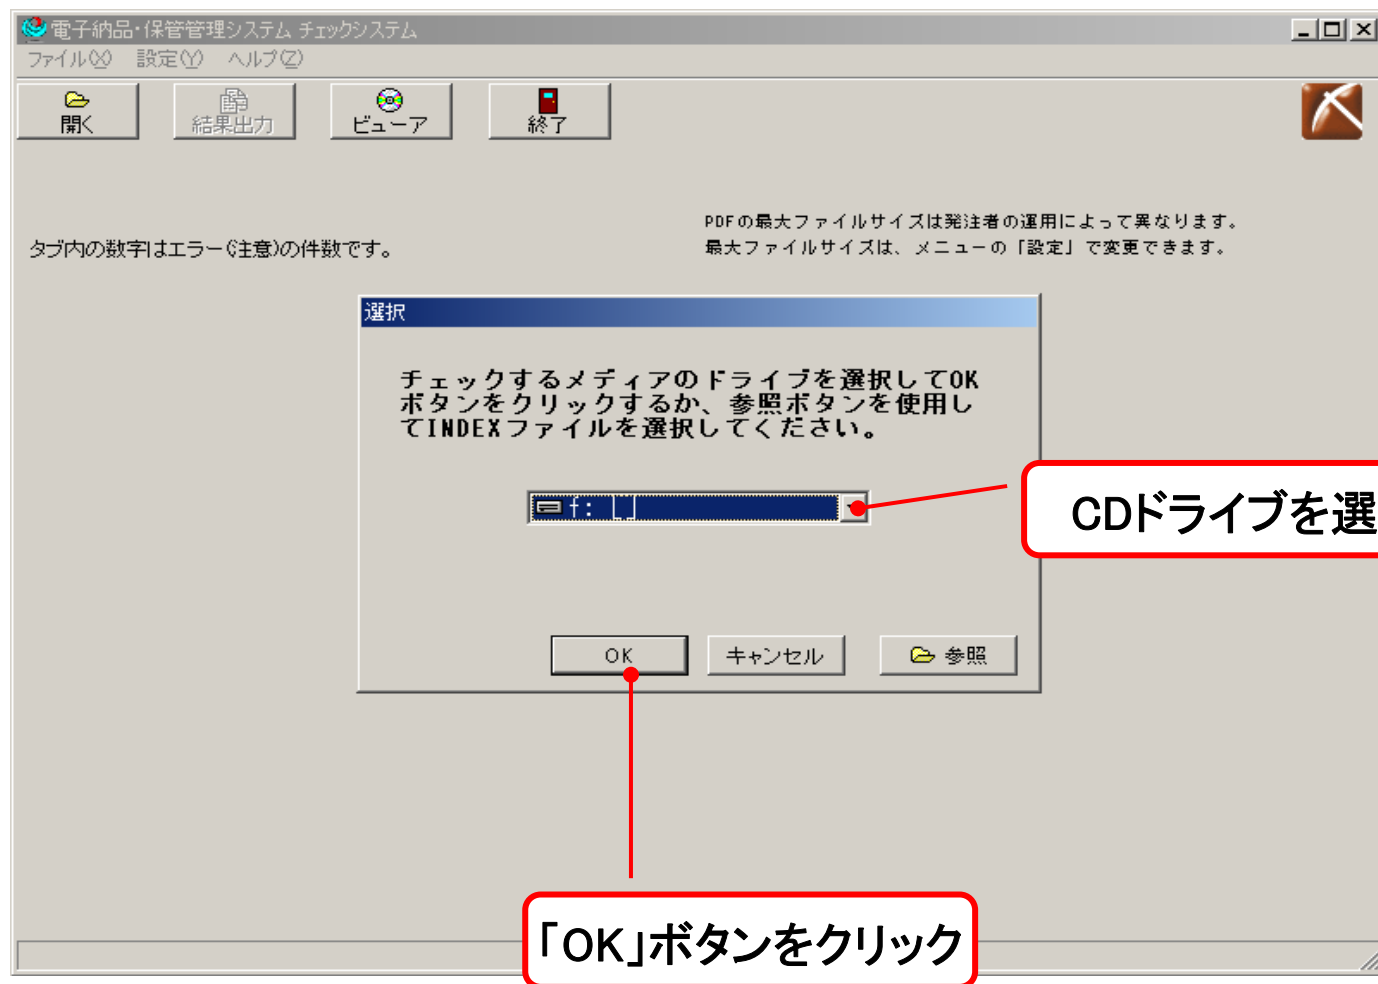 電子納品・保管管理システム チェックシステム
ファイル(X) 設定(Y) ヘルプ(Z)
開く 結果出力 ビューア 終了
PDFの最大ファイルサイズは発注者の運用によって異なります。
タブ内の数字はエラー(注意)の件数です。
最大ファイルサイズは、メニューの「設定」で変更できます。
選択
チェックするメディアのドライブを選択してOK
ボタンをクリックするか、参照ボタンを使用し
てINDEXファイルを選択してください。
f: []
CDドライブを選
OK キャンセル 参照
「OK」ボタンをクリック